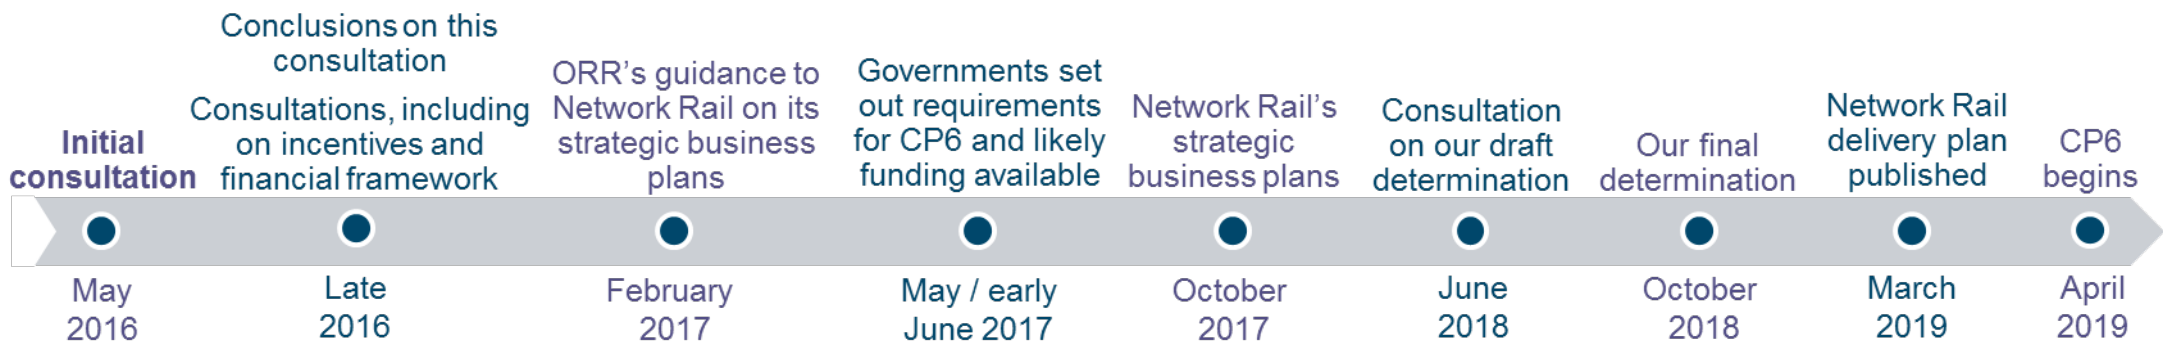 Initial
consultation
May
2016
Conclusions on this
consultation
Consultations, including
on incentives and
financial framework
Late
2016
ORR’s guidance to
Network Rail on its
strategic business
plans
February
2017
Governments set
out requirements
for CP6 and likely
funding available
May / early
June 2017
Network Rail’s
strategic
business plans
October
2017
Consultation
on our draft
determination
June
2018
Our final
determination
October
2018
Network Rail
delivery plan
published
March
2019
CP6
begins
April
2019